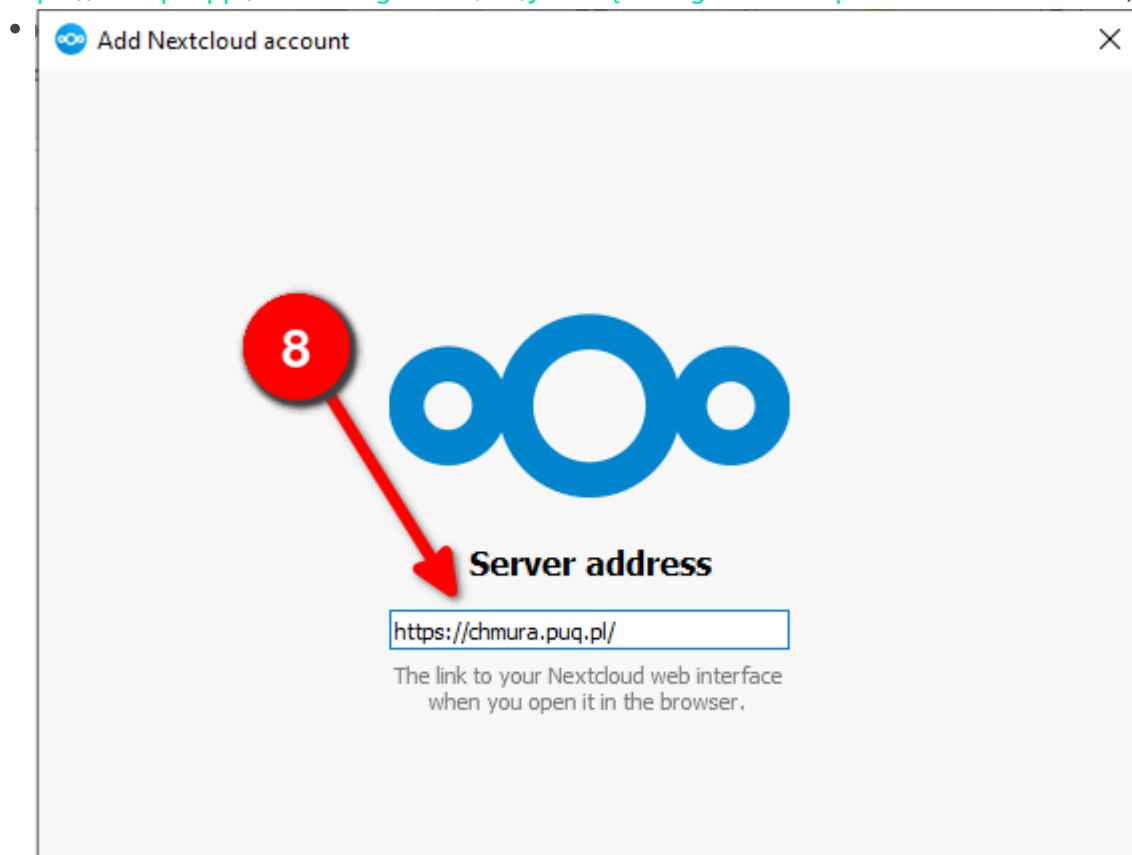 Add Nextcloud account
8
Server address
https://chmura.puq.pl/
The link to your Nextcloud web interface
when you open it in the browser.